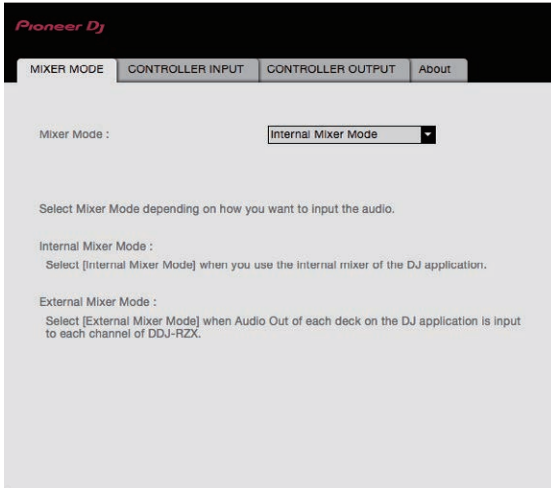 Pioneer Dj
MIXER MODE CONTROLLER INPUT CONTROLLER OUTPUT About
Mixer Mode : Internal Mixer Mode
Select Mixer Mode depending on how you want to input the audio.
Internal Mixer Mode :
Select [Internal Mixer Mode] when you use the internal mixer of the DJ application.
External Mixer Mode :
Select [External Mixer Mode] when Audio Out of each deck on the DJ application is input
to each channel of DDJ-RZX.